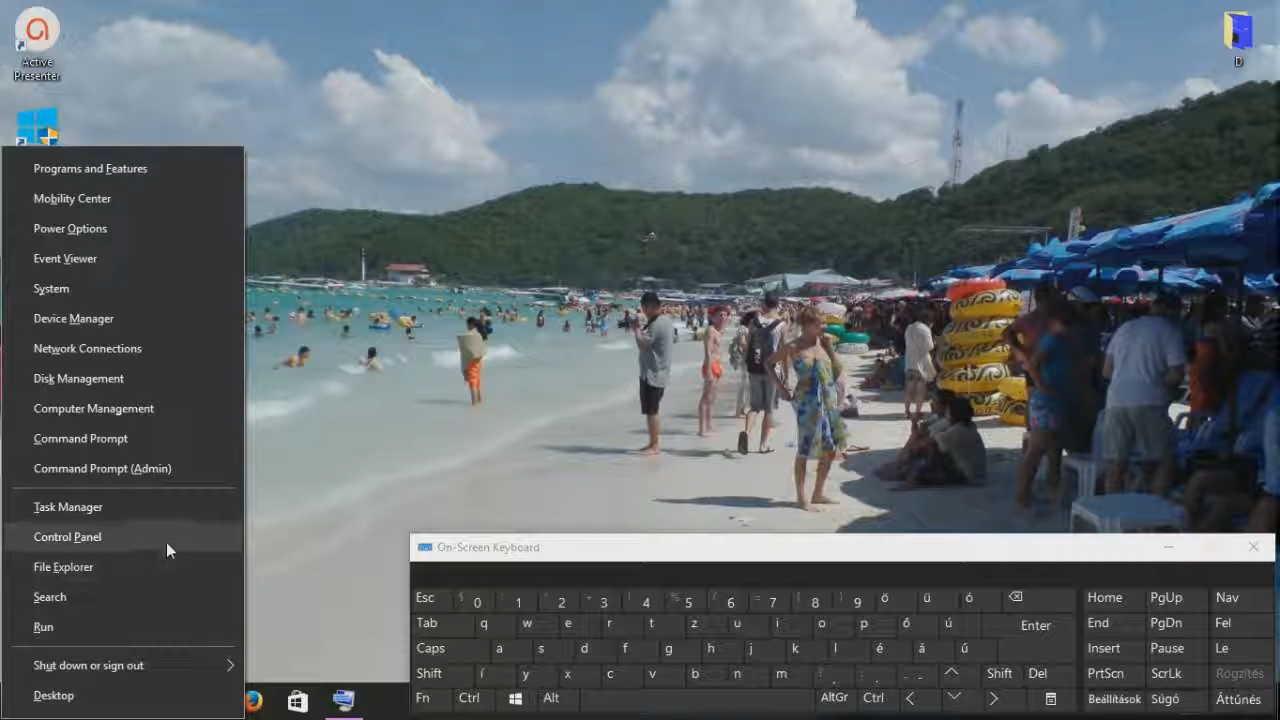 Active
Presenter
D
Programs and Features
Mobility Center
Power Options
Event Viewer
System
Device Manager
Network Connections
Disk Management
Computer Management
Command Prompt
Command Prompt (Admin)
Task Manager
Control Panel
File Explorer
Search
Run
Shut down or sign out
Desktop
On-Screen Keyboard
Esc 0 1 2 3 4 5 6 7 8 9 ö ü ó Home PgUp Nav
Tab q w e r t z u i o p ő ú Enter End PgDn Fel
Caps a s d f g h j k l é á ű Insert Pause Le
Shift í y x c v b n m , . - Shift Del PrtScn ScrLk Rögzítés
Fn Ctrl Alt AltGr Ctrl Beállítások Súgó Áttűnés